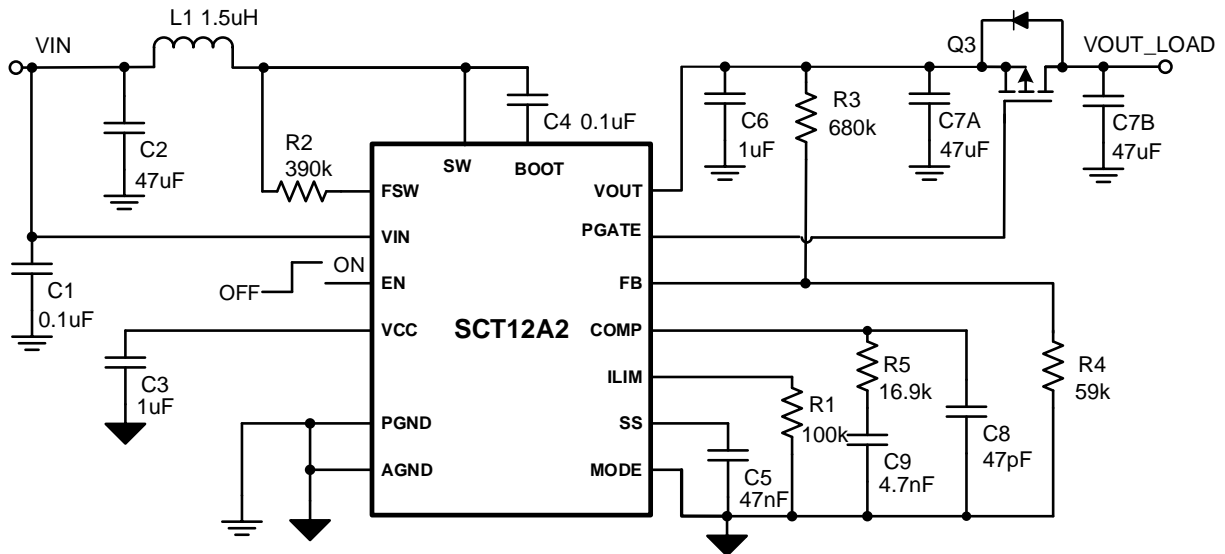 L1 1.5uH
VIN
Q3
VOUT_LOAD
C2
47uF
R2
390k
C4 0.1uF
C6
1uF
R3
680k
C7A
47uF
C7B
47uF
SW
BOOT
FSW
VOUT
VIN
PGATE
C1
0.1uF
OFF
ON
EN
FB
VCC
SCT12A2
COMP
C3
1uF
ILIM
R5
16.9k
R4
59k
R1
100k
PGND
SS
C8
47pF
AGND
MODE
C5
47nF
C9
4.7nF